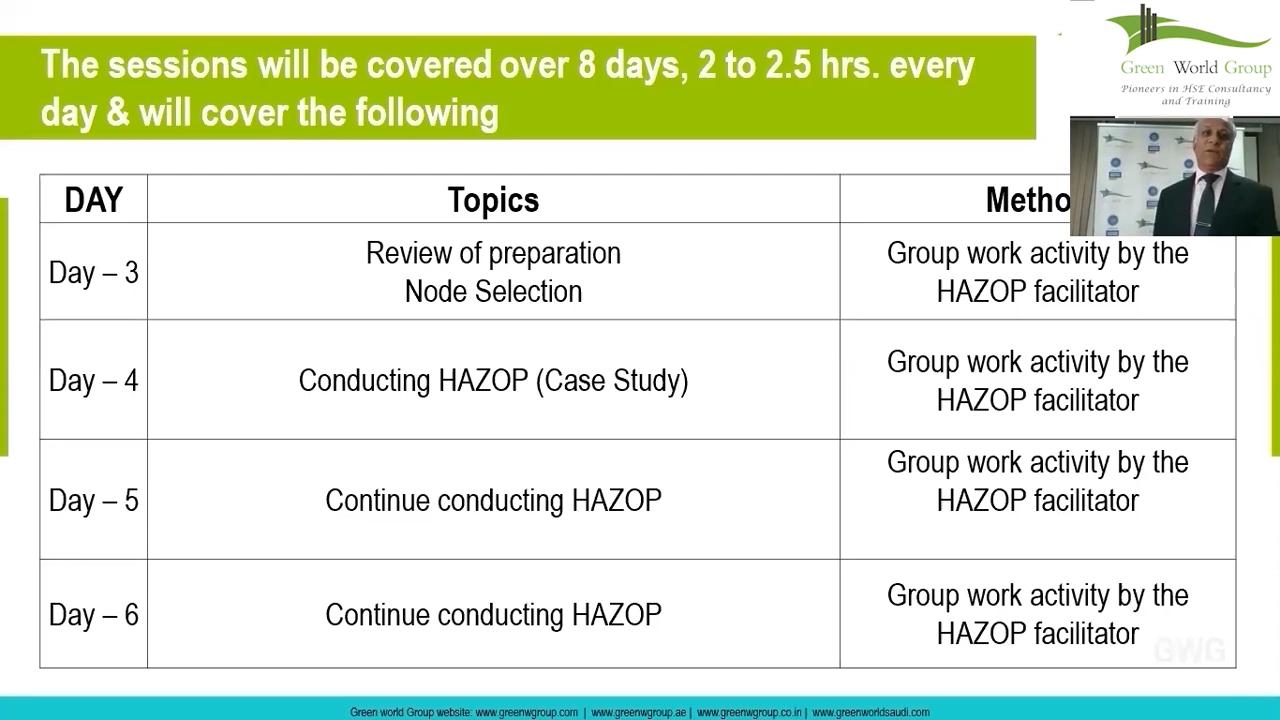 The sessions will be covered over 8 days, 2 to 2.5 hrs. every
day & will cover the following
Green World Group
Pioneers in HSE Consultancy
and Training
DAY
Topics
Metho
Day – 3
Review of preparation
Node Selection
Group work activity by the
HAZOP facilitator
Day – 4
Conducting HAZOP (Case Study)
Group work activity by the
HAZOP facilitator
Day – 5
Continue conducting HAZOP
Group work activity by the
HAZOP facilitator
Day – 6
Continue conducting HAZOP
Group work activity by the
HAZOP facilitator
GWG
Green world Group website: www.greenwgroup.com | www.greenwgroup.ae | www.greenwgroup.co.in | www.greenworldsaudi.com